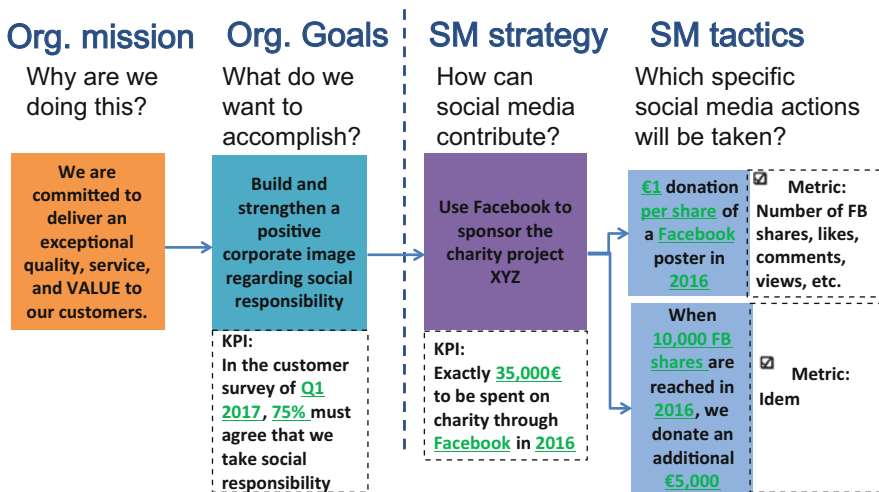 Org. mission
Why are we
doing this?
We are
committed to
deliver an
exceptional
quality, service,
and VALUE to
our customers.
Org. Goals
What do we
want to
accomplish?
Build and
strengthen a
positive
corporate image
regarding social
responsibility
KPI:
In the customer
survey of Q1
2017, 75% must
agree that we
take social
responsibility
SM strategy
How can
social media
contribute?
Use Facebook to
sponsor the
charity project
XYZ
KPI:
Exactly 35,000€
to be spent on
charity through
Facebook in 2016
SM tactics
Which specific
social media actions
will be taken?
€1 donation
per share of
a Facebook
poster in
2016
Metric:
Number of FB
shares, likes,
comments,
views, etc.
When
10,000 FB
shares are
reached in
2016, we
donate an
additional
€5,000
Metric:
Idem